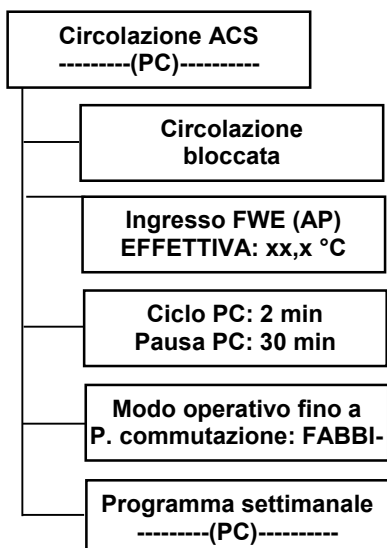 Circolazione ACS
---------(PC)----------
Circolazione
bloccata
Ingresso FWE (AP)
EFFETTIVA: xx,x °C
Ciclo PC: 2 min
Pausa PC: 30 min
Modo operativo fino a
P. commutazione: FABBI-
Programma settimanale
---------(PC)----------